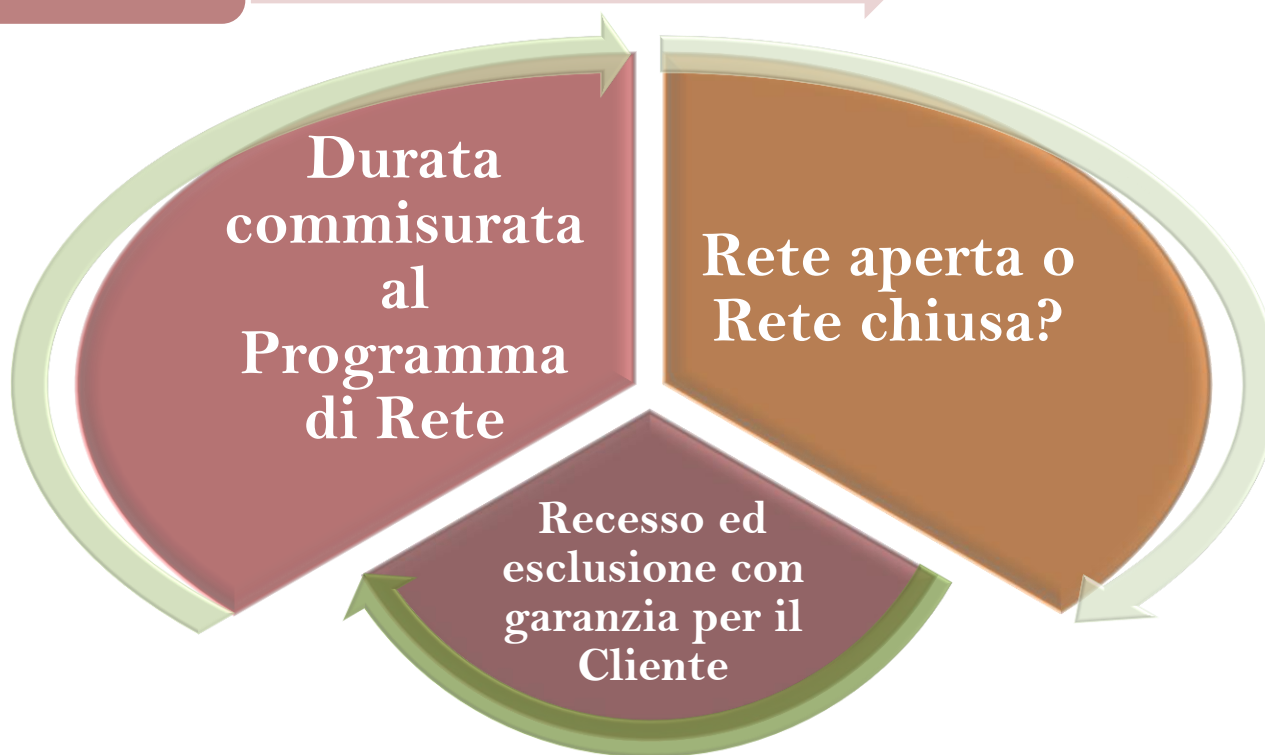 Durata
commisurata
al
Programma
di Rete
Rete aperta o
Rete chiusa?
Recesso ed
esclusione con
garanzia per il
Cliente